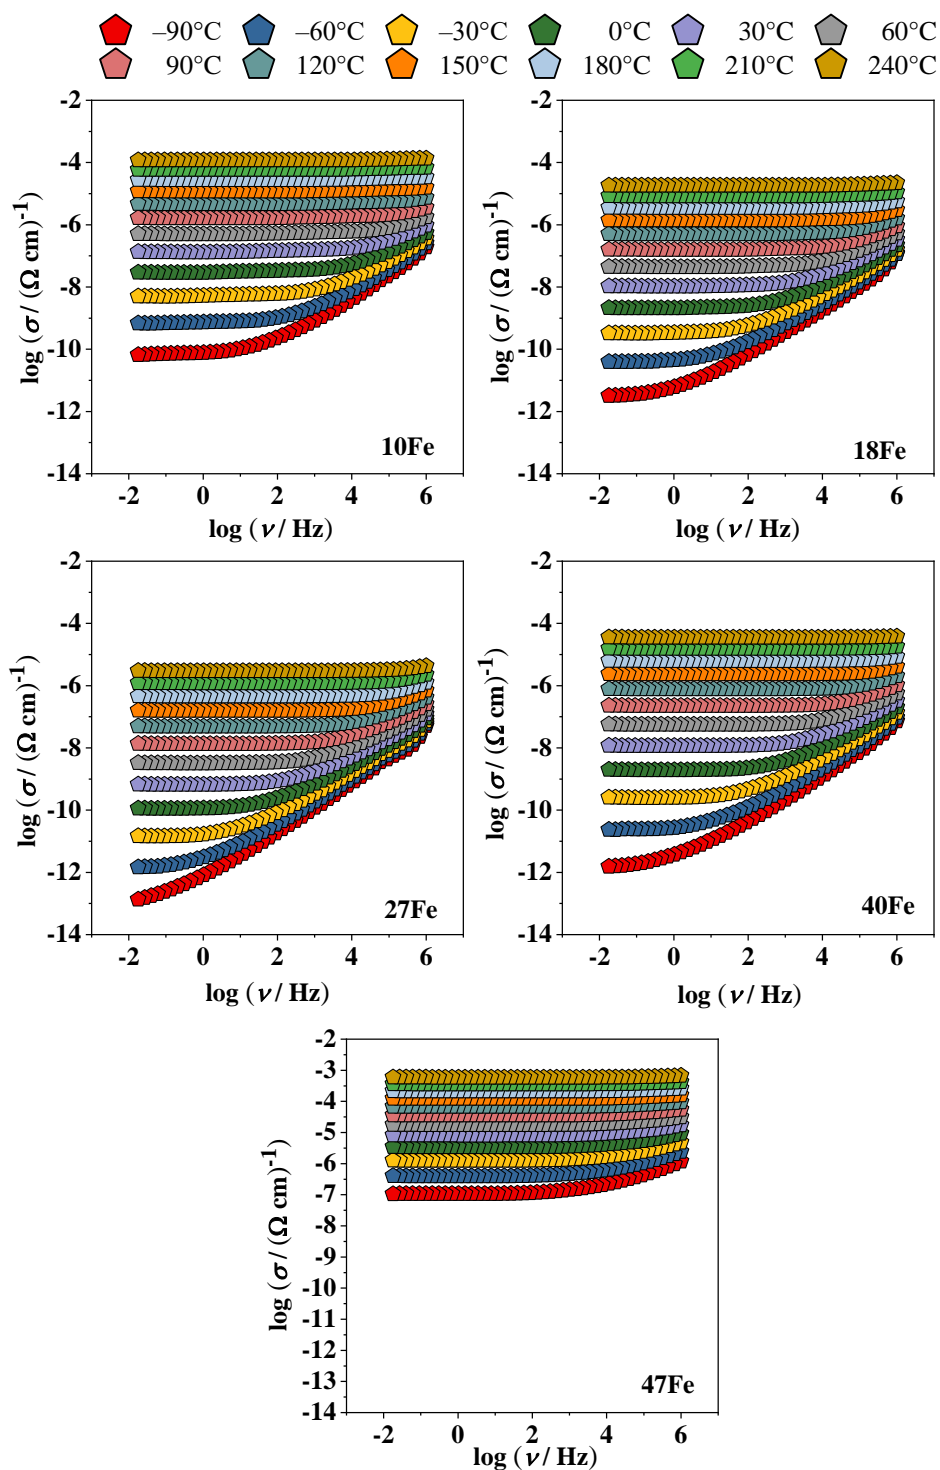 –90°C –60°C –30°C 0°C 30°C 60°C
90°C 120°C 150°C 180°C 210°C 240°C
-2
-4
-6
-8
-10
-12
-14
log (σ / (Ω cm)⁻¹)
10Fe
-2 0 2 4 6
log (ν / Hz)
-2
-4
-6
-8
-10
-12
-14
log (σ / (Ω cm)⁻¹)
18Fe
-2 0 2 4 6
log (ν / Hz)
-2
-4
-6
-8
-10
-12
-14
log (σ / (Ω cm)⁻¹)
27Fe
-2 0 2 4 6
log (ν / Hz)
-2
-4
-6
-8
-10
-12
-14
log (σ / (Ω cm)⁻¹)
40Fe
-2 0 2 4 6
log (ν / Hz)
-2
-3
-4
-5
-6
-7
-8
-9
-10
-11
-12
-13
-14
log (σ / (Ω cm)⁻¹)
47Fe
-2 0 2 4 6
log (ν / Hz)